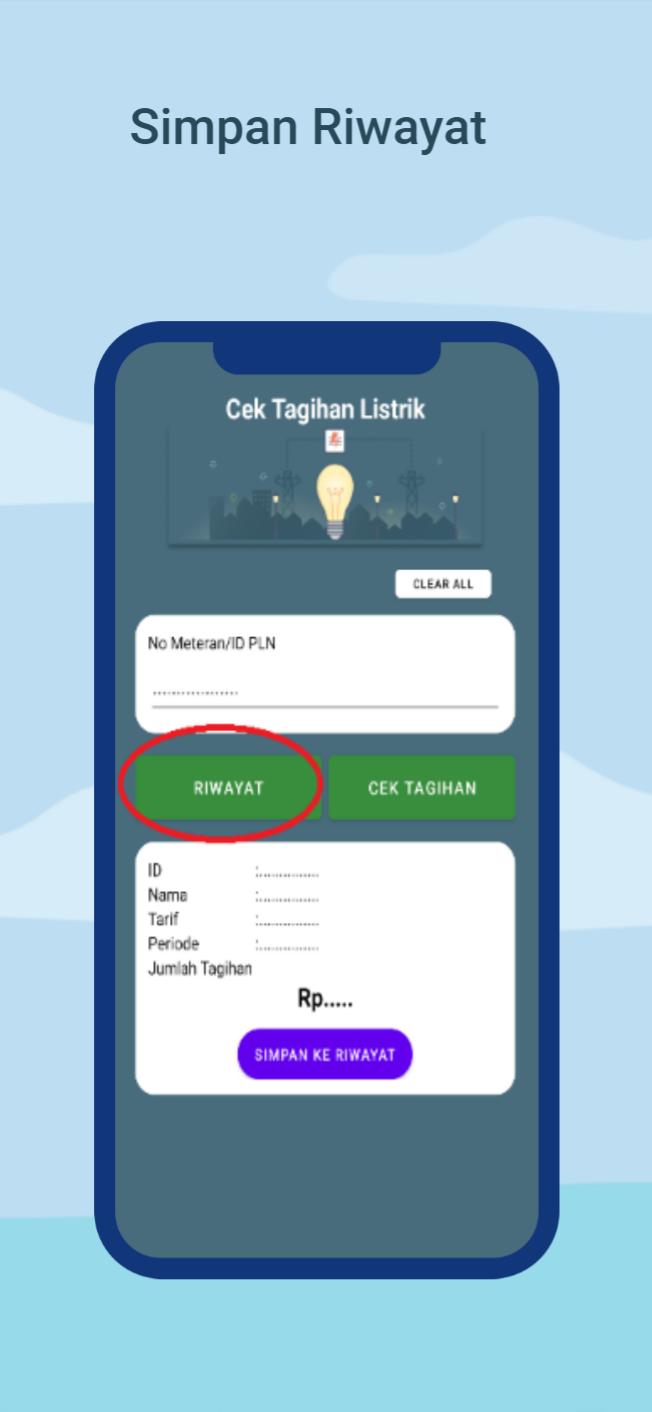 Simpan Riwayat
Cek Tagihan Listrik
CLEAR ALL
No Meteran/ID PLN
....................
RIWAYAT
CEK TAGIHAN
ID :..................
Nama :..................
Tarif :..................
Periode :..................
Jumlah Tagihan
Rp.....
SIMPAN KE RIWAYAT